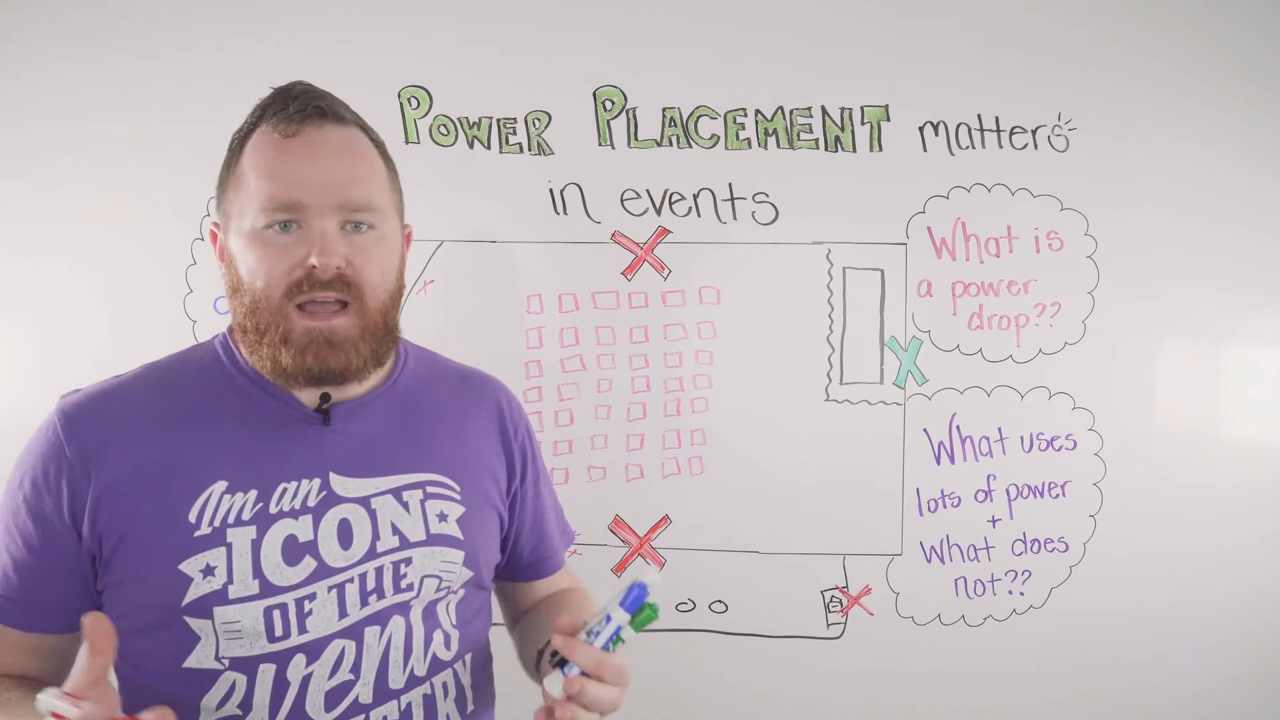 POWER PLACEMENT matters
in events
What is
a power
drop??
What uses
lots of power
+
What does
not??
I'm an
ICON
OF THE
events